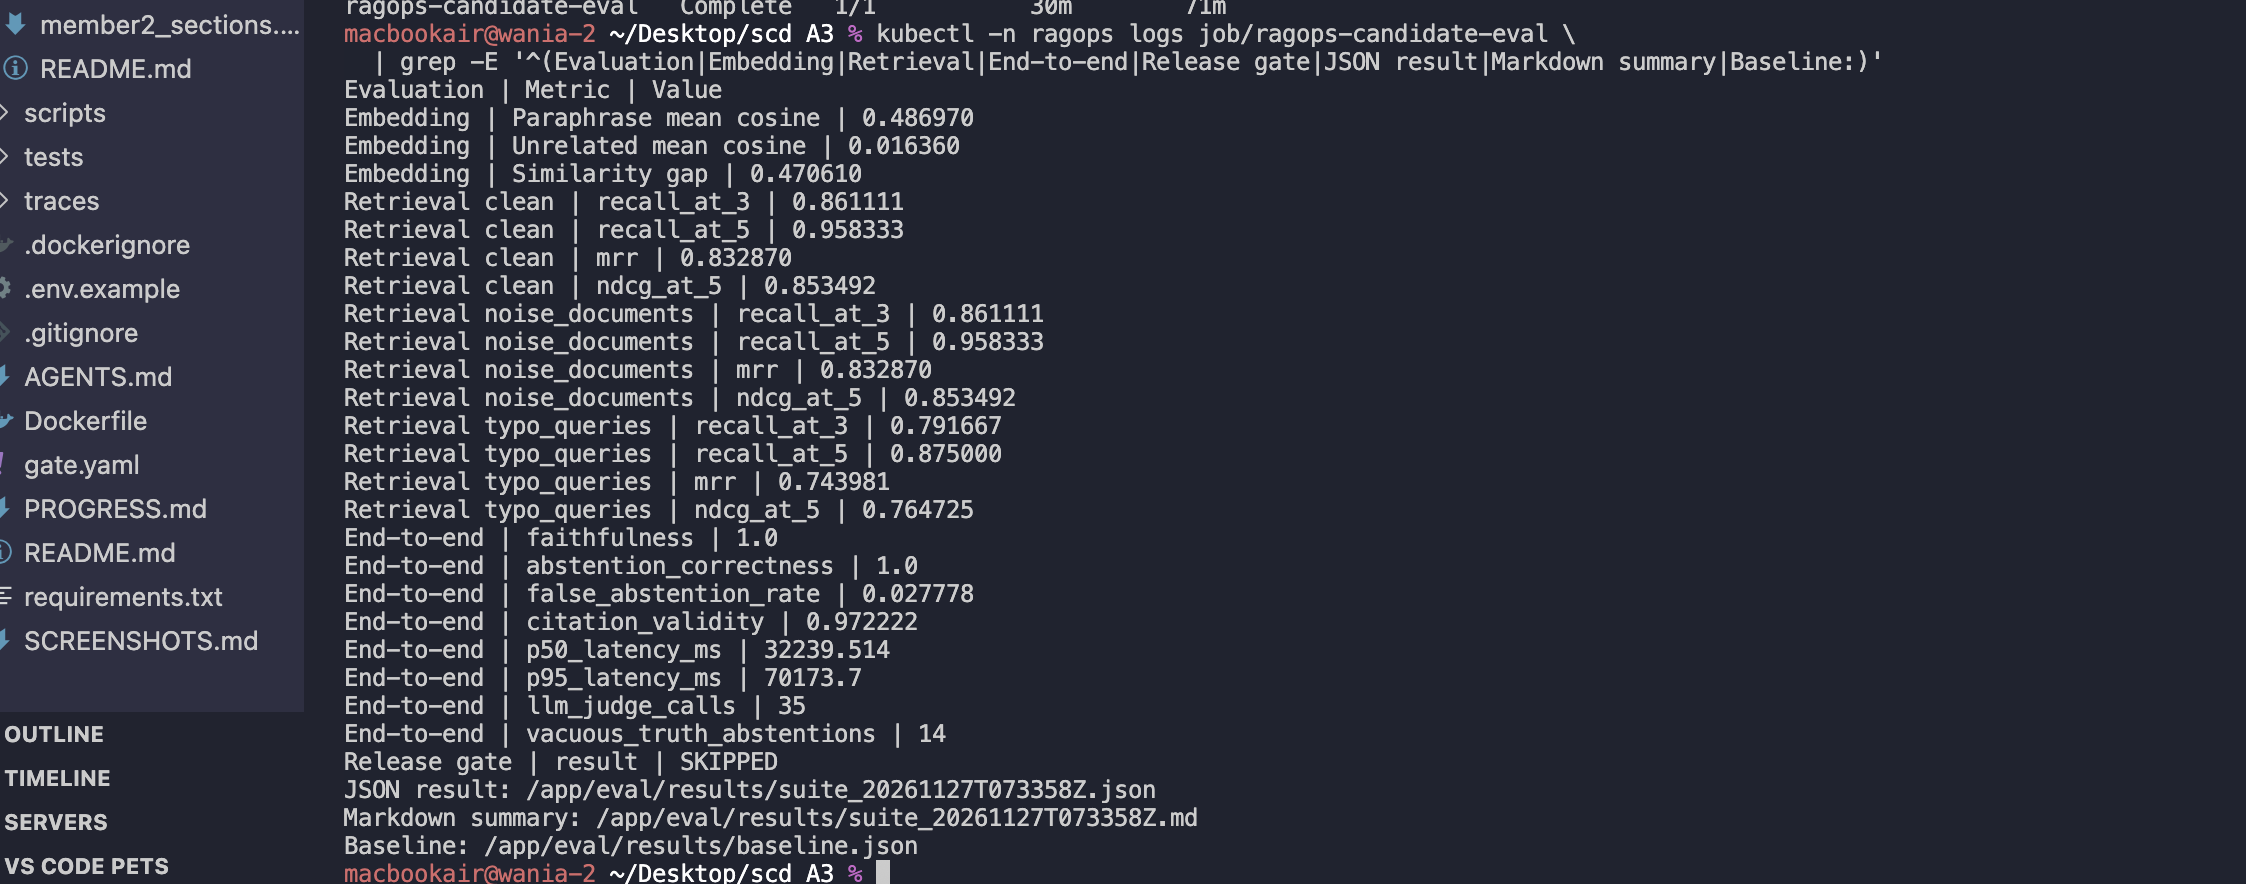 member2_sections....
README.md
scripts
tests
traces
.dockerignore
.env.example
.gitignore
AGENTS.md
Dockerfile
gate.yaml
PROGRESS.md
README.md
requirements.txt
SCREENSHOTS.md
OUTLINE
TIMELINE
SERVERS
VS CODE PETS
ragops-candidate-eval   Complete   1/1           30m        71m
macbookair@wania-2 ~/Desktop/scd A3 % kubectl -n ragops logs job/ragops-candidate-eval \
  | grep -E '^(Evaluation|Embedding|Retrieval|End-to-end|Release gate|JSON result|Markdown summary|Baseline:)'
Evaluation | Metric | Value
Embedding | Paraphrase mean cosine | 0.486970
Embedding | Unrelated mean cosine | 0.016360
Embedding | Similarity gap | 0.470610
Retrieval clean | recall_at_3 | 0.861111
Retrieval clean | recall_at_5 | 0.958333
Retrieval clean | mrr | 0.832870
Retrieval clean | ndcg_at_5 | 0.853492
Retrieval noise_documents | recall_at_3 | 0.861111
Retrieval noise_documents | recall_at_5 | 0.958333
Retrieval noise_documents | mrr | 0.832870
Retrieval noise_documents | ndcg_at_5 | 0.853492
Retrieval typo_queries | recall_at_3 | 0.791667
Retrieval typo_queries | recall_at_5 | 0.875000
Retrieval typo_queries | mrr | 0.743981
Retrieval typo_queries | ndcg_at_5 | 0.764725
End-to-end | faithfulness | 1.0
End-to-end | abstention_correctness | 1.0
End-to-end | false_abstention_rate | 0.027778
End-to-end | citation_validity | 0.972222
End-to-end | p50_latency_ms | 32239.514
End-to-end | p95_latency_ms | 70173.7
End-to-end | llm_judge_calls | 35
End-to-end | vacuous_truth_abstentions | 14
Release gate | result | SKIPPED
JSON result: /app/eval/results/suite_20261127T073358Z.json
Markdown summary: /app/eval/results/suite_20261127T073358Z.md
Baseline: /app/eval/results/baseline.json
macbookair@wania-2 ~/Desktop/scd A3 %